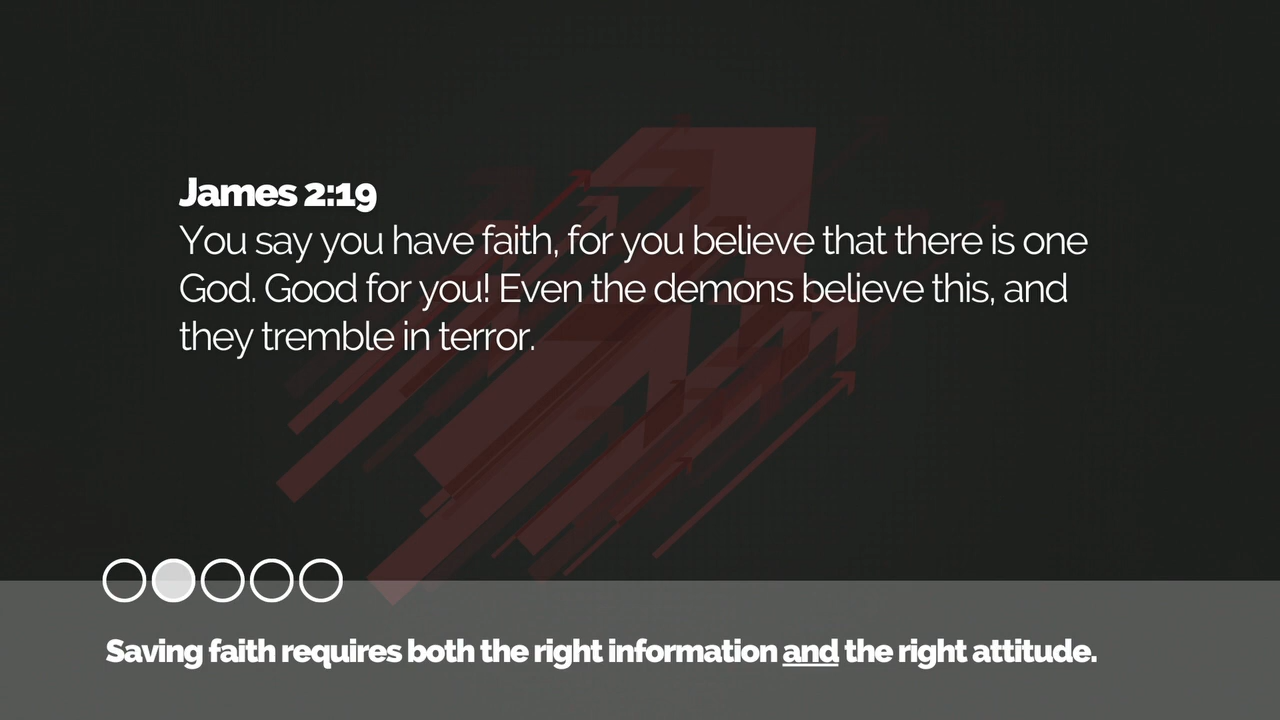 James 2:19
You say you have faith, for you believe that there is one
God. Good for you! Even the demons believe this, and
they tremble in terror.
Saving faith requires both the right information and the right attitude.